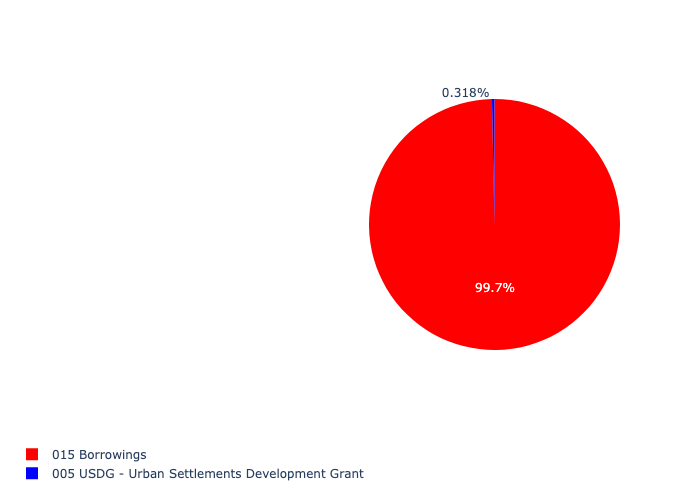 0.318%
99.7%
015 Borrowings
005 USDG - Urban Settlements Development Grant